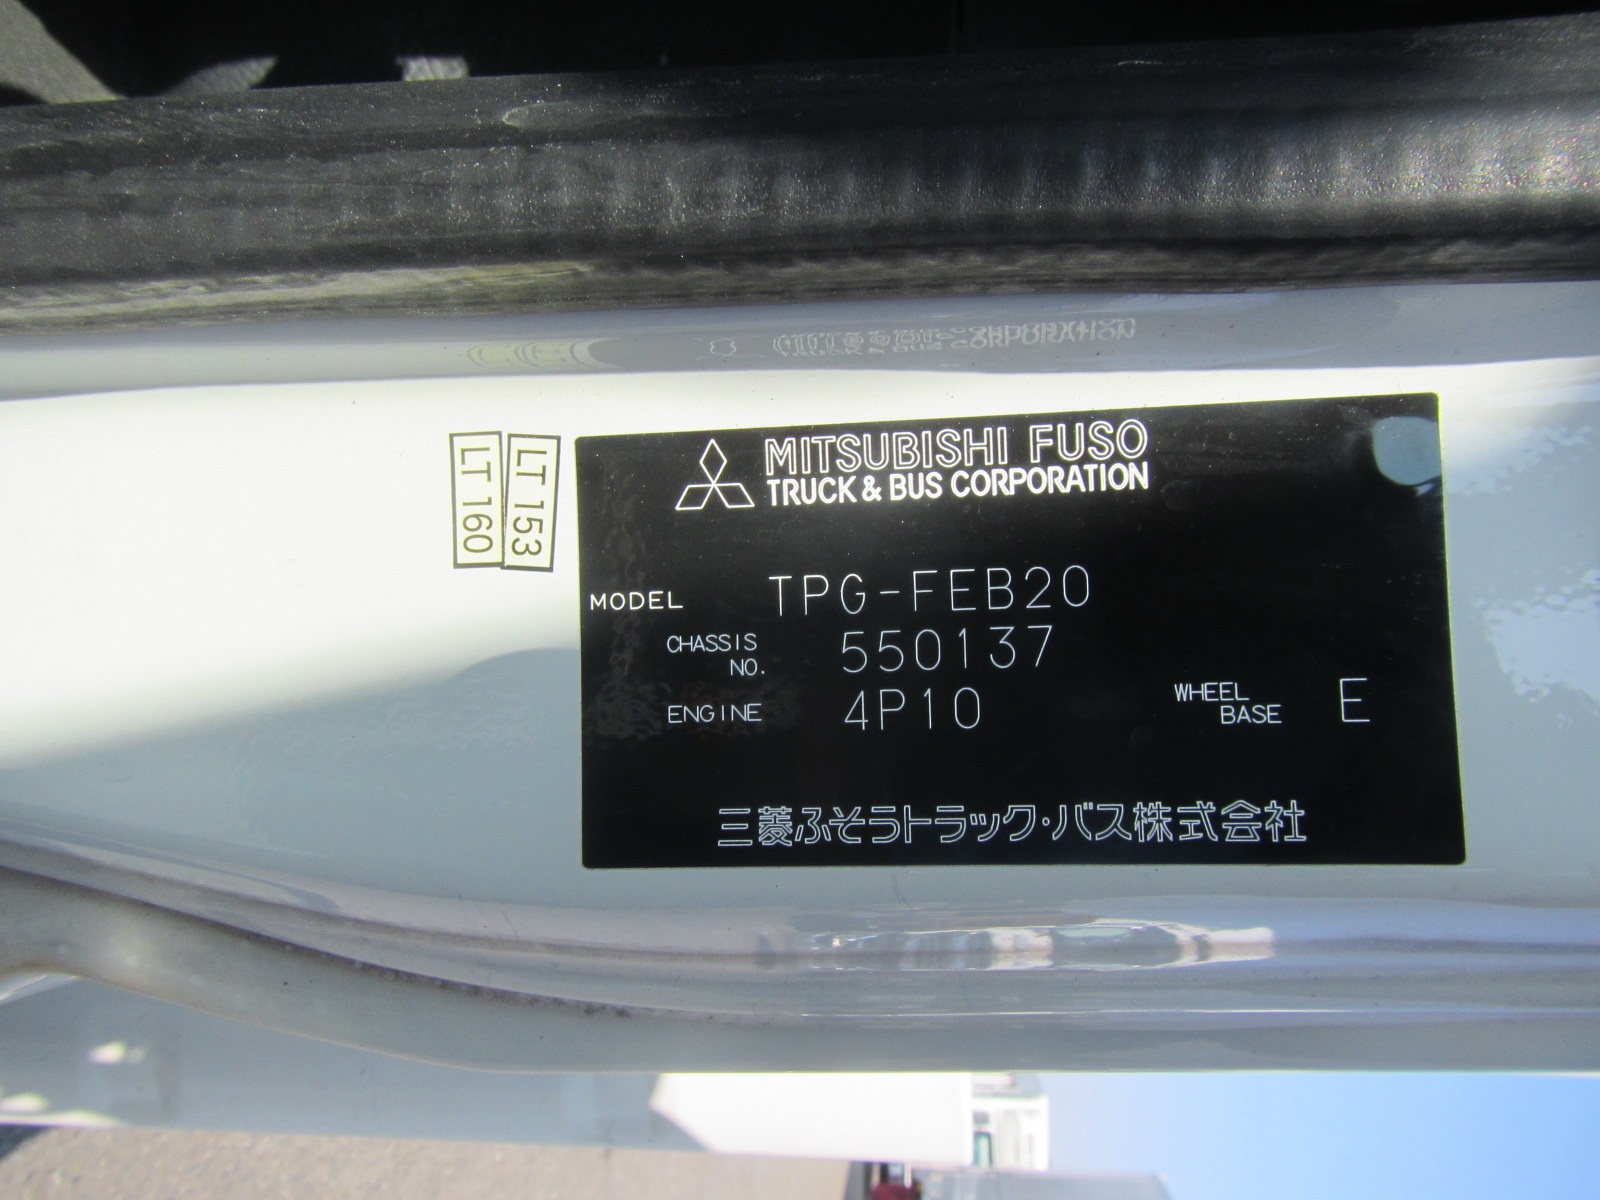 LT 160
LT 153
MITSUBISHI FUSO
TRUCK & BUS CORPORATION
MODEL TPG-FEB20
CHASSIS NO. 550137
ENGINE 4P10 WHEEL BASE E
三菱ふそうトラック・バス株式会社